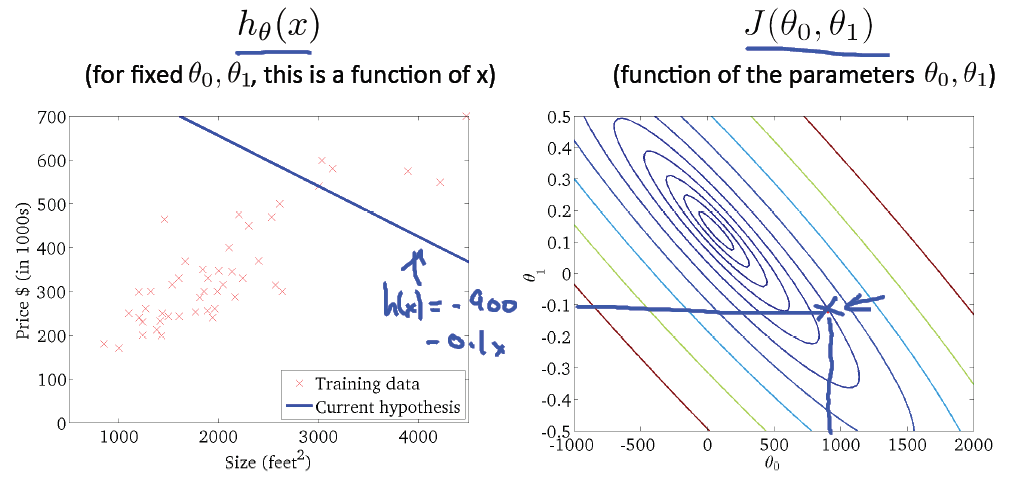 hθ(x)
(for fixed θ₀, θ₁, this is a function of x)
700
600
500
400
300
200
100
0
Price $ (in 1000s)
1000
2000
3000
4000
Size (feet²)
h(x) = - 900
- 0.1x
Training data
Current hypothesis
J(θ₀, θ₁)
(function of the parameters θ₀, θ₁)
0.5
0.4
0.3
0.2
0.1
0
-0.1
-0.2
-0.3
-0.4
-0.5
θ₁
-1000
-500
0
500
1000
1500
2000
θ₀